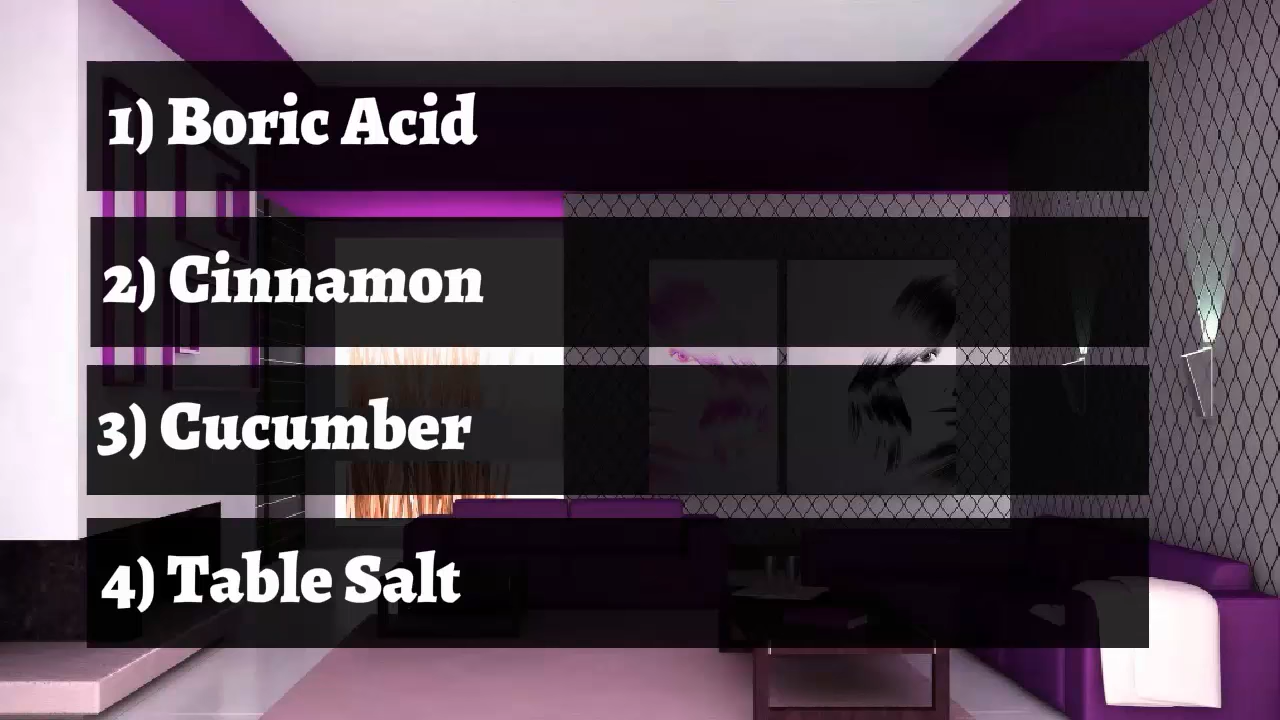 1) Boric Acid
2) Cinnamon
3) Cucumber
4) Table Salt